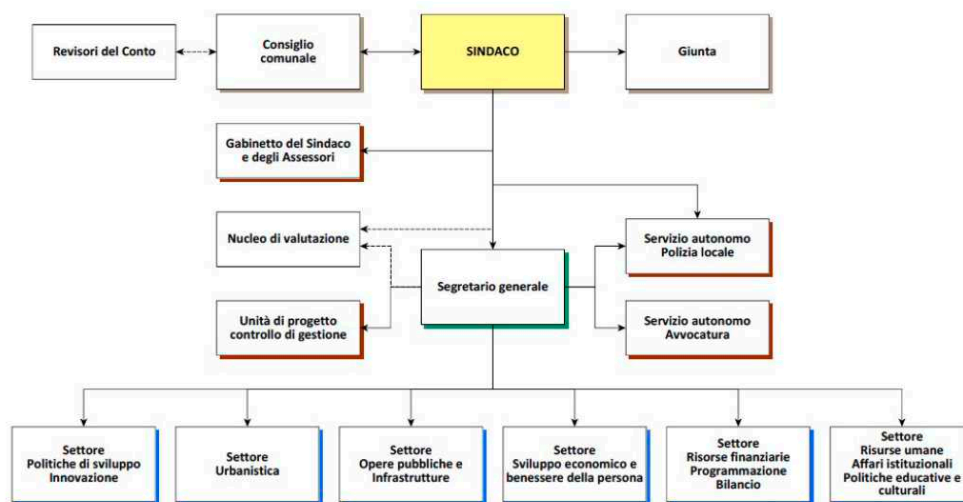 Revisori del Conto
Consiglio
comunale
SINDACO
Giunta
Gabinetto del Sindaco
e degli Assessori
Nucleo di valutazione
Segretario generale
Servizio autonomo
Polizia locale
Unità di progetto
controllo di gestione
Servizio autonomo
Avvocatura
Settore
Politiche di sviluppo
Innovazione
Settore
Urbanistica
Settore
Opere pubbliche e
Infrastrutture
Settore
Sviluppo economico e
benessere della persona
Settore
Risorse finanziarie
Programmazione
Bilancio
Settore
Risurse umane
Affari istituzionali
Politiche educative e
culturali